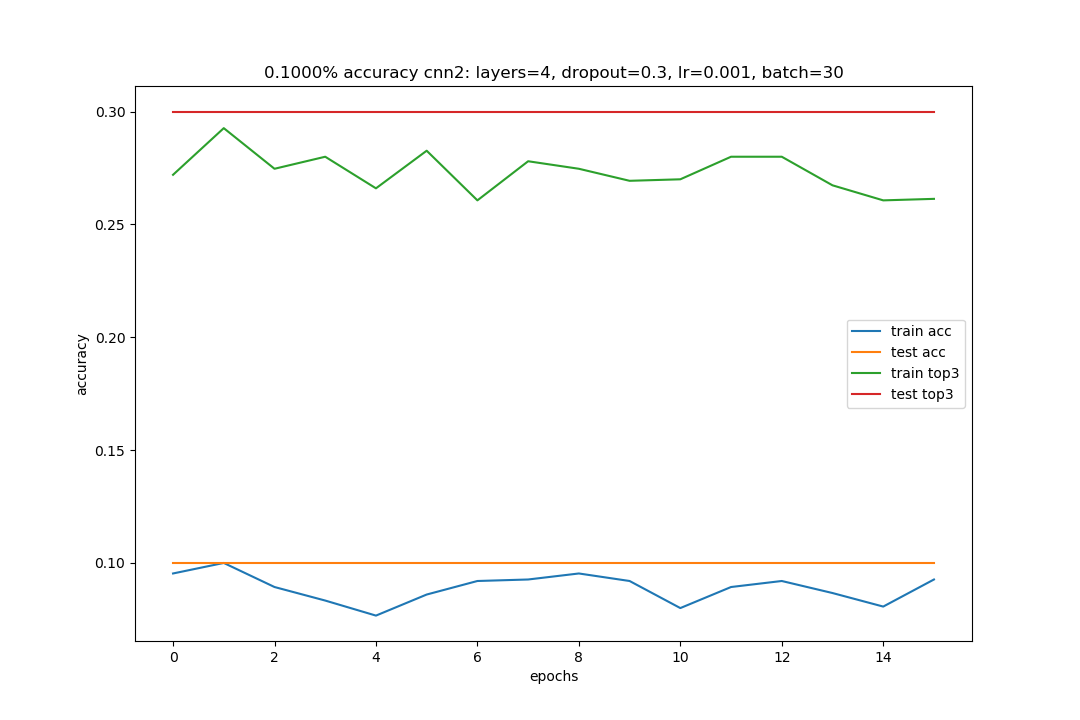 0.1000% accuracy cnn2: layers=4, dropout=0.3, lr=0.001, batch=30
0.30
0.25
0.20
0.15
0.10
accuracy
train acc
test acc
train top3
test top3
0 2 4 6 8 10 12 14
epochs